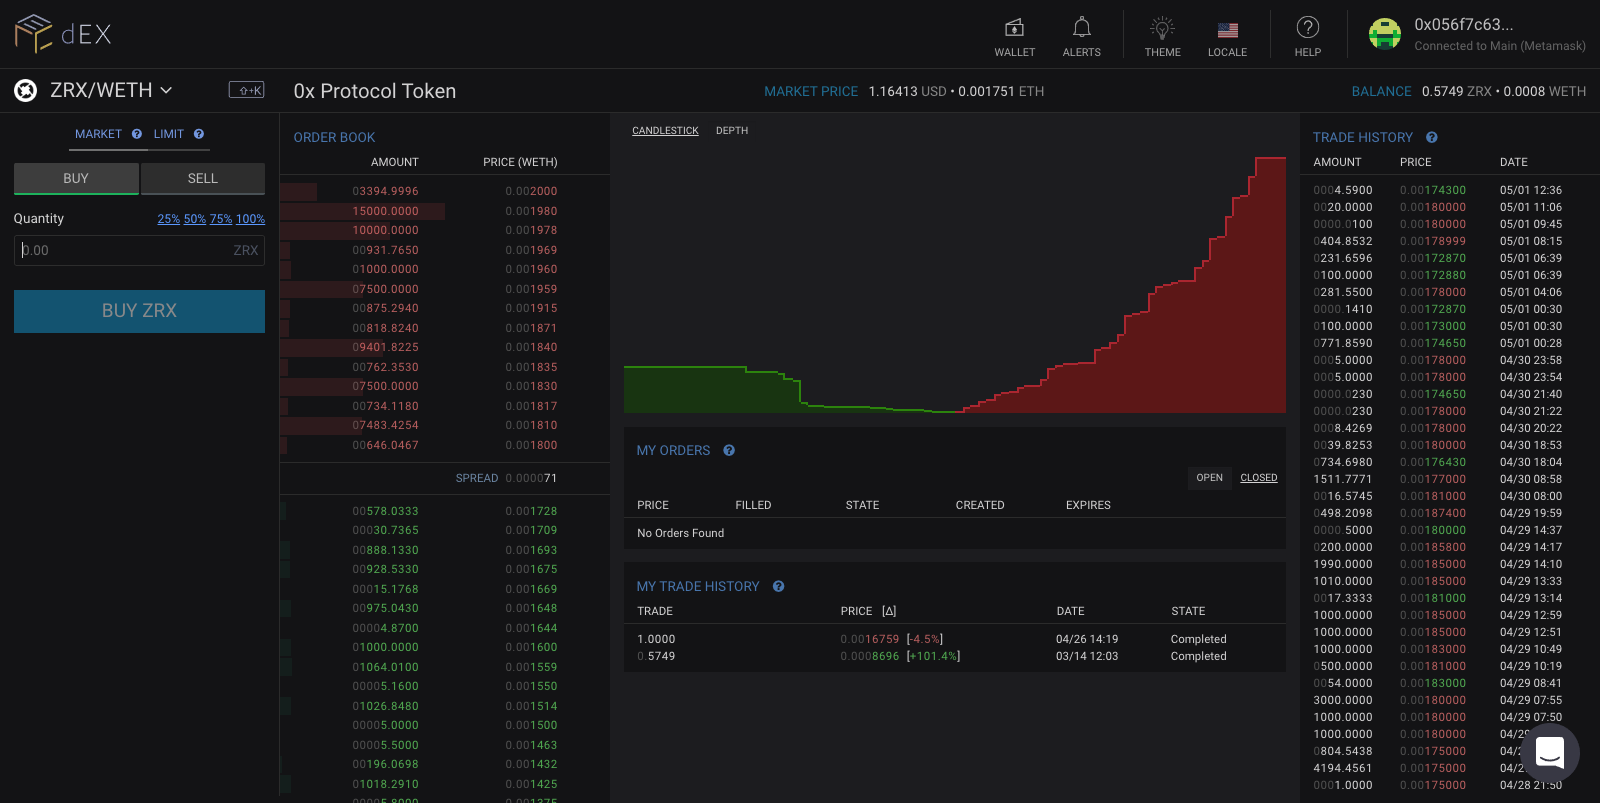 dEX
WALLET
ALERTS
THEME
LOCALE
HELP
0x056f7c63...
Connected to Main (Metamask)
ZRX/WETH
⇧+K
0x Protocol Token
MARKET PRICE 1.16413 USD • 0.001751 ETH
BALANCE 0.5749 ZRX • 0.0008 WETH
MARKET LIMIT
BUY SELL
Quantity 25% 50% 75% 100%
0.00 ZRX
BUY ZRX
ORDER BOOK
AMOUNT PRICE (WETH)
03394.9996 0.002000
15000.0000 0.001980
10000.0000 0.001978
00931.7650 0.001969
01000.0000 0.001960
07500.0000 0.001959
00875.2940 0.001915
00818.8240 0.001871
09401.8225 0.001840
00762.3530 0.001835
07500.0000 0.001830
00734.1180 0.001817
07483.4254 0.001810
00646.0467 0.001800
SPREAD 0.000071
00578.0333 0.001728
00030.7365 0.001709
00888.1330 0.001693
00928.5330 0.001675
00015.1768 0.001669
00975.0430 0.001648
00004.8700 0.001644
01000.0000 0.001600
01064.0100 0.001559
00005.1600 0.001550
01026.8480 0.001514
00005.0000 0.001500
00005.5000 0.001463
00196.0698 0.001432
01018.2910 0.001425
00005.8000 0.001375
CANDLESTICK DEPTH
MY ORDERS
OPEN CLOSED
PRICE FILLED STATE CREATED EXPIRES
No Orders Found
MY TRADE HISTORY
TRADE PRICE [Δ] DATE STATE
1.0000 0.0016759 [-4.5%] 04/26 14:19 Completed
0.5749 0.0008696 [+101.4%] 03/14 12:03 Completed
TRADE HISTORY
AMOUNT PRICE DATE
0004.5900 0.00174300 05/01 12:36
0020.0000 0.00180000 05/01 11:06
0000.0100 0.00180000 05/01 09:45
0404.8532 0.00178999 05/01 08:15
0231.6596 0.00172870 05/01 06:39
0100.0000 0.00172880 05/01 06:39
0281.5500 0.00178000 05/01 04:06
0000.1410 0.00172870 05/01 00:30
0100.0000 0.00173000 05/01 00:30
0771.8590 0.00174650 05/01 00:28
0005.0000 0.00178000 04/30 23:58
0005.0000 0.00178000 04/30 23:54
0000.0230 0.00174650 04/30 21:40
0000.0230 0.00178000 04/30 21:22
0008.4269 0.00178000 04/30 20:22
0039.8253 0.00180000 04/30 18:53
0734.6980 0.00176430 04/30 18:04
1511.7771 0.00177000 04/30 08:58
0016.5745 0.00181000 04/30 08:00
0498.2098 0.00187400 04/29 19:59
0000.5000 0.00180000 04/29 14:37
0200.0000 0.00185800 04/29 14:17
1990.0000 0.00185000 04/29 14:10
1010.0000 0.00185000 04/29 13:33
0017.3333 0.00181000 04/29 13:14
1000.0000 0.00185000 04/29 12:59
1000.0000 0.00185000 04/29 12:51
1000.0000 0.00183000 04/29 10:49
0500.0000 0.00181000 04/29 10:19
0054.0000 0.00183000 04/29 08:41
3000.0000 0.00180000 04/29 07:55
1000.0000 0.00180000 04/29 07:50
1000.0000 0.00180000 04/29
0804.5438 0.00175000 04/2
4194.4561 0.00175000 04/2
0001.0000 0.00175000 04/28 21:50